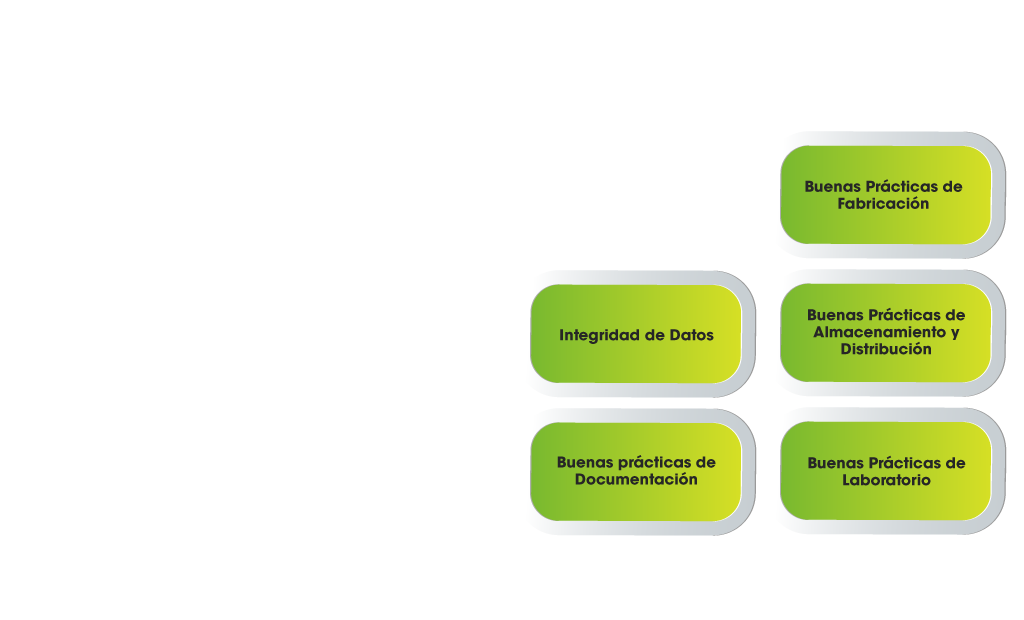 Buenas Prácticas de
Fabricación
Integridad de Datos
Buenas Prácticas de
Almacenamiento y
Distribución
Buenas prácticas de
Documentación
Buenas Prácticas de
Laboratorio